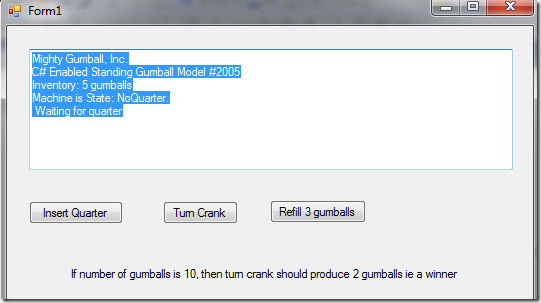 Form1
Mighty Gumball, Inc.
C# Enabled Standing Gumball Model #2005
Inventory: 5 gumballs
Machine is State: NoQuarter.
Waiting for quarter
Insert Quarter
Turn Crank
Refill 3 gumballs
If number of gumballs is 10, then turn crank should produce 2 gumballs ie a winner